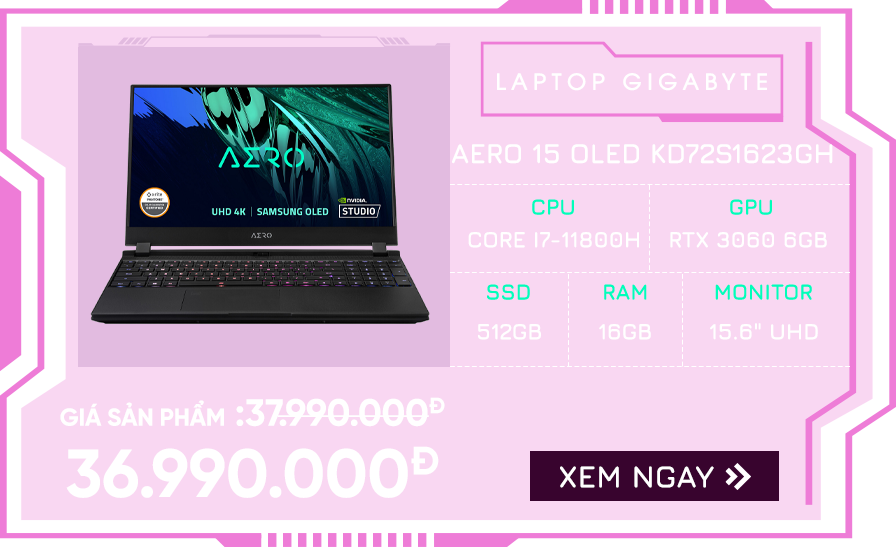 LAPTOP GIGABYTE
AERO 15 OLED KD72S1623GH
CPU
CORE I7-11800H
GPU
RTX 3060 6GB
SSD
512GB
RAM
16GB
MONITOR
15.6" UHD
AERO
UHD 4K | SAMSUNG OLED
NVIDIA.
STUDIO
AERO
GIÁ SẢN PHẨM :37.990.000Đ
36.990.000Đ
XEM NGAY